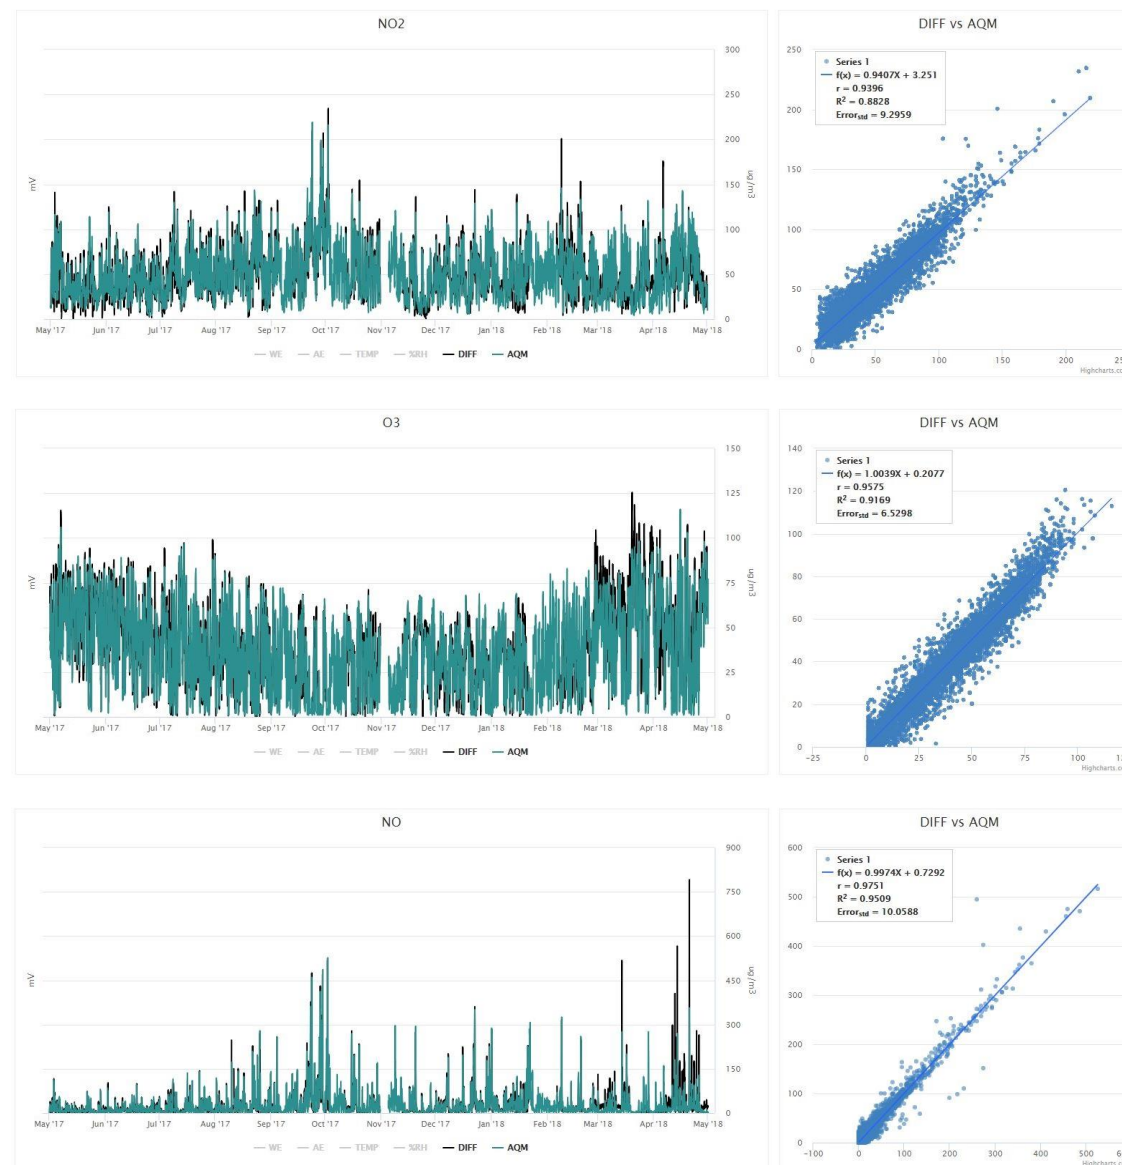 NO2
300
250
200
150
100
50
0
mV
ug/m3
May '17 Jun '17 Jul '17 Aug '17 Sep '17 Oct '17 Nov '17 Dec '17 Jan '18 Feb '18 Mar '18 Apr '18 May '18
WE AE TEMP %RH DIFF AQM
DIFF vs AQM
250
200
150
100
50
0
Series 1
f(x) = 0.9407X + 3.251
r = 0.9396
R² = 0.8828
Errorstd = 9.2959
0 50 100 150 200
Highcharts.co
O3
150
125
100
75
50
25
0
mV
ug/m3
May '17 Jun '17 Jul '17 Aug '17 Sep '17 Oct '17 Nov '17 Dec '17 Jan '18 Feb '18 Mar '18 Apr '18 May '18
WE AE TEMP %RH DIFF AQM
DIFF vs AQM
140
120
100
80
60
40
20
0
Series 1
f(x) = 1.0039X + 0.2077
r = 0.9575
R² = 0.9169
Errorstd = 6.5298
-25 0 25 50 75 100
Highcharts.co
NO
900
750
600
450
300
150
0
mV
ug/m3
May '17 Jun '17 Jul '17 Aug '17 Sep '17 Oct '17 Nov '17 Dec '17 Jan '18 Feb '18 Mar '18 Apr '18 May '18
WE AE TEMP %RH DIFF AQM
DIFF vs AQM
600
500
400
300
200
100
0
Series 1
f(x) = 0.9974X + 0.7292
r = 0.9751
R² = 0.9509
Errorstd = 10.0588
-100 0 100 200 300 400 500
Highcharts.co